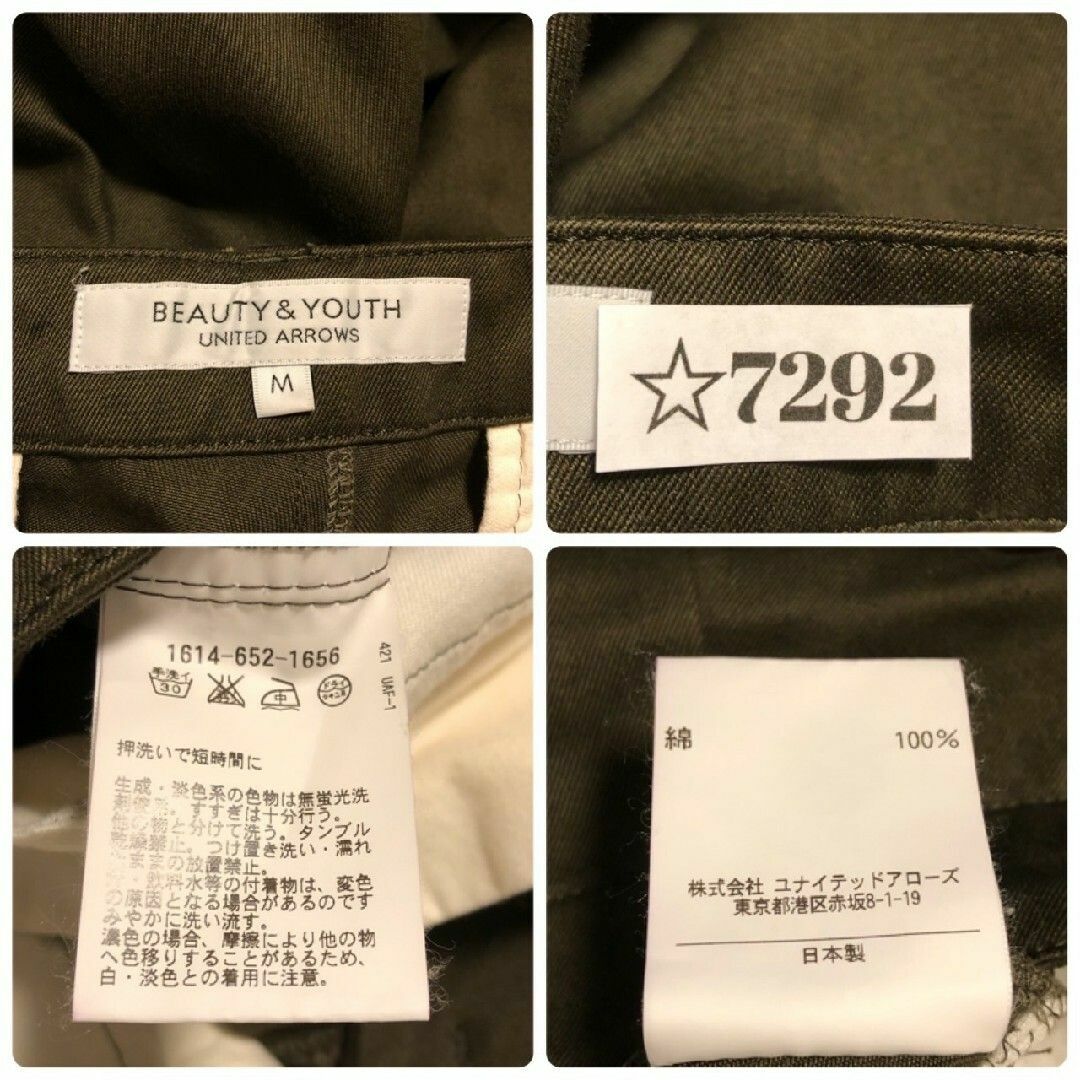 BEAUTY & YOUTH
UNITED ARROWS
M
☆7292
1614-652-1656
手洗イ
30
中
ドライ
421 UAF-1
押洗いで短時間に
生成・淡色系の色物は無蛍光洗
すすぎは十分行う。
他の物と分けて洗う。タンブル
乾燥禁止。つけ置き洗い・濡れ
たままの放置禁止。
飲料水等の付着物は、変色
の原因となる場合があるのです
みやかに洗い流す。
濃色の場合、摩擦により他の物
へ色移りすることがあるため、
白・淡色との着用に注意。
綿 100%
株式会社 ユナイテッドアローズ
東京都港区赤坂8-1-19
日本製